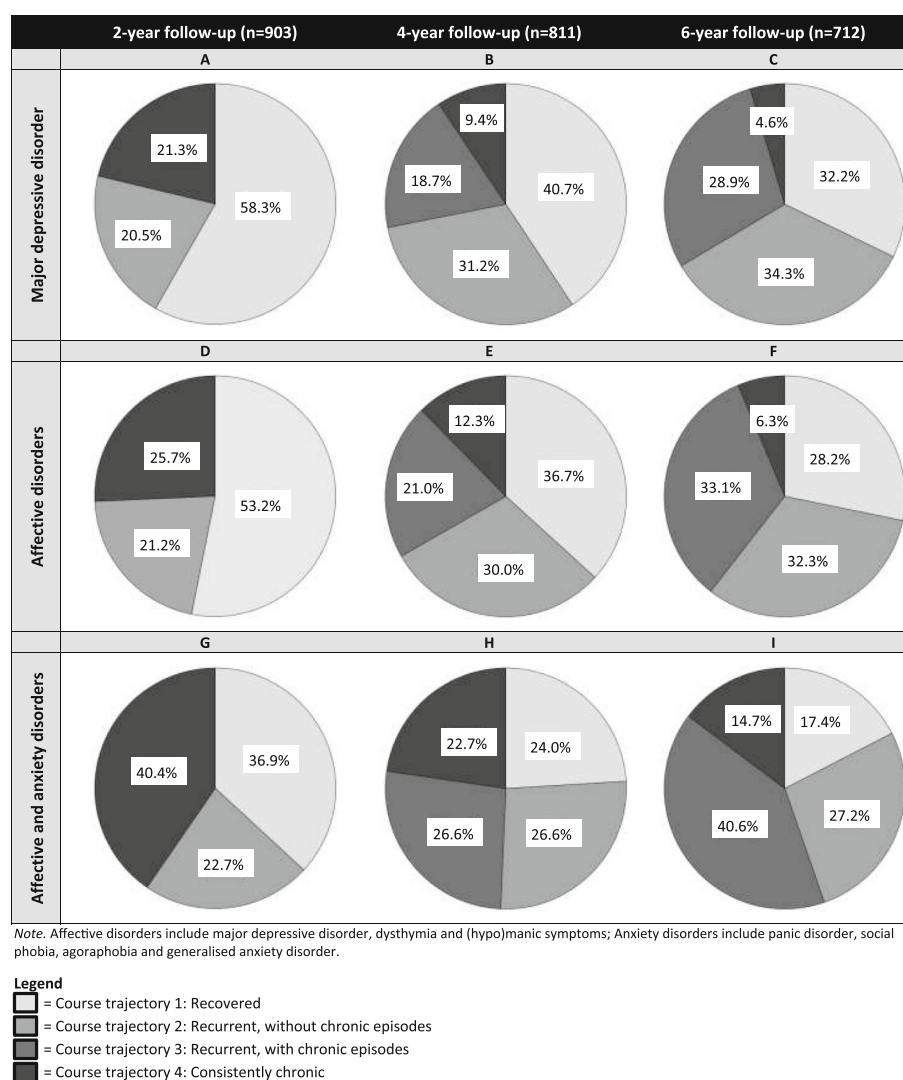 2-year follow-up (n=903) 4-year follow-up (n=811) 6-year follow-up (n=712)
A B C
Major depressive disorder
21.3% 58.3% 20.5%
9.4% 40.7% 18.7% 31.2%
4.6% 32.2% 28.9% 34.3%
D E F
Affective disorders
25.7% 53.2% 21.2%
12.3% 36.7% 21.0% 30.0%
6.3% 28.2% 33.1% 32.3%
G H I
Affective and anxiety disorders
40.4% 36.9% 22.7%
22.7% 24.0% 26.6% 26.6%
14.7% 17.4% 40.6% 27.2%
Note. Affective disorders include major depressive disorder, dysthymia and (hypo)manic symptoms; Anxiety disorders include panic disorder, social
phobia, agoraphobia and generalised anxiety disorder.
Legend
= Course trajectory 1: Recovered
= Course trajectory 2: Recurrent, without chronic episodes
= Course trajectory 3: Recurrent, with chronic episodes
= Course trajectory 4: Consistently chronic